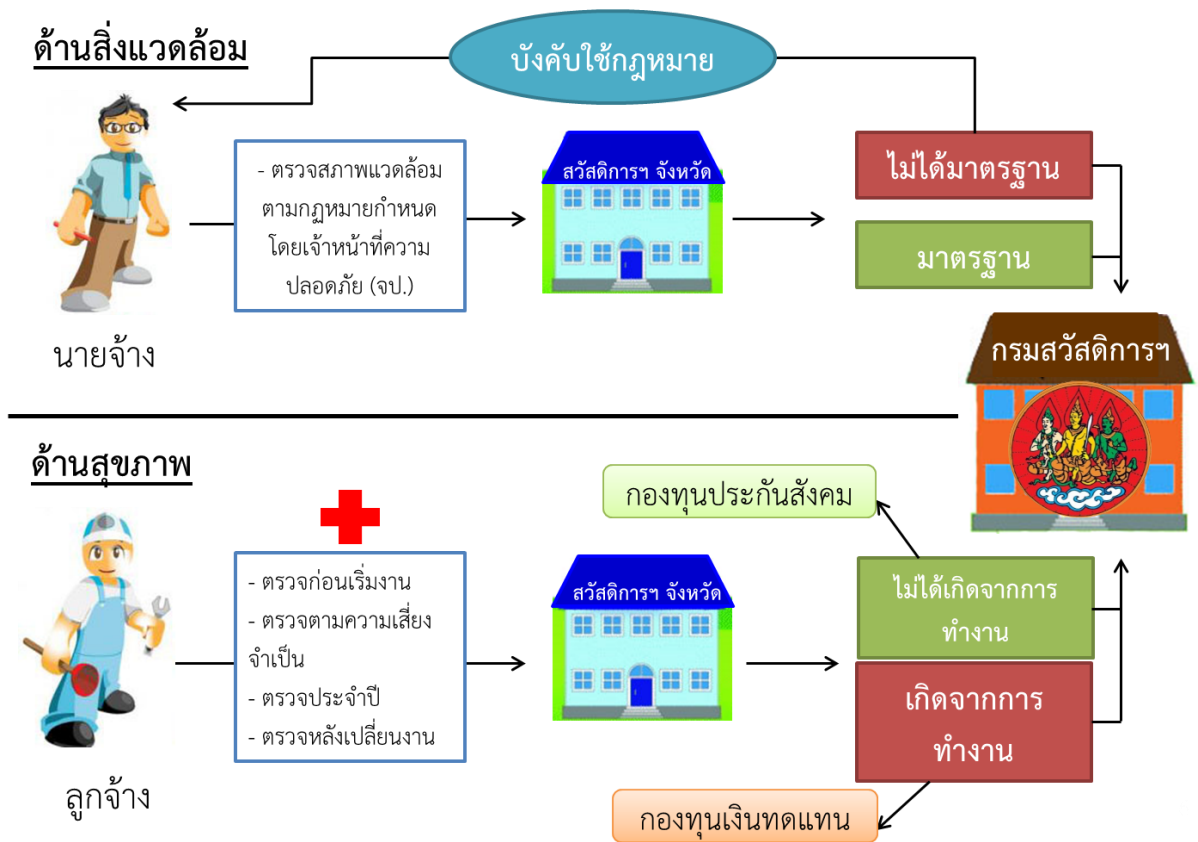 ด้านสิ่งแวดล้อม
บังคับใช้กฎหมาย
- ตรวจสภาพแวดล้อม
ตามกฏหมายกำหนด
โดยเจ้าหน้าที่ความ
ปลอดภัย (จป.)
สวัสดิการฯ จังหวัด
ไม่ได้มาตรฐาน
มาตรฐาน
นายจ้าง
กรมสวัสดิการฯ
ด้านสุขภาพ
กองทุนประกันสังคม
- ตรวจก่อนเริ่มงาน
- ตรวจตามความเสี่ยง
จำเป็น
- ตรวจประจำปี
- ตรวจหลังเปลี่ยนงาน
สวัสดิการฯ จังหวัด
ไม่ได้เกิดจากการ
ทำงาน
เกิดจากการ
ทำงาน
ลูกจ้าง
กองทุนเงินทดแทน